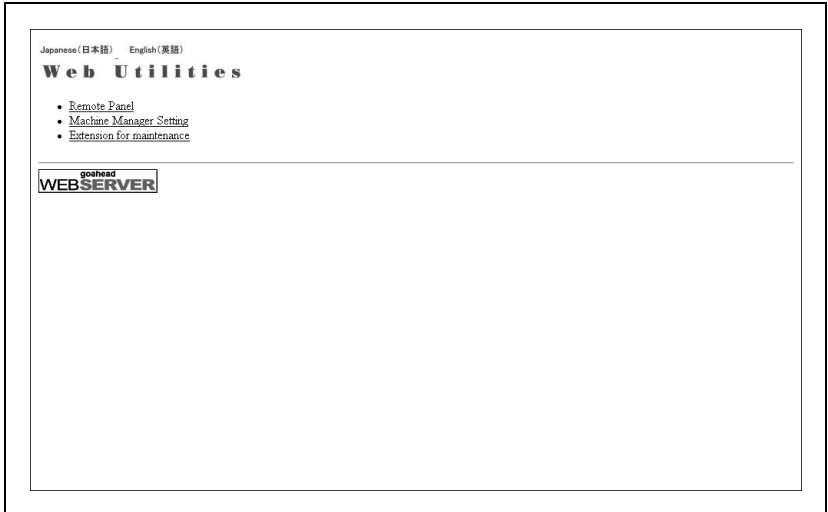 Japanese(日本語) English(英語)
Web Utilities
• Remote Panel
• Machine Manager Setting
• Extension for maintenance
goahead
WEBSERVER